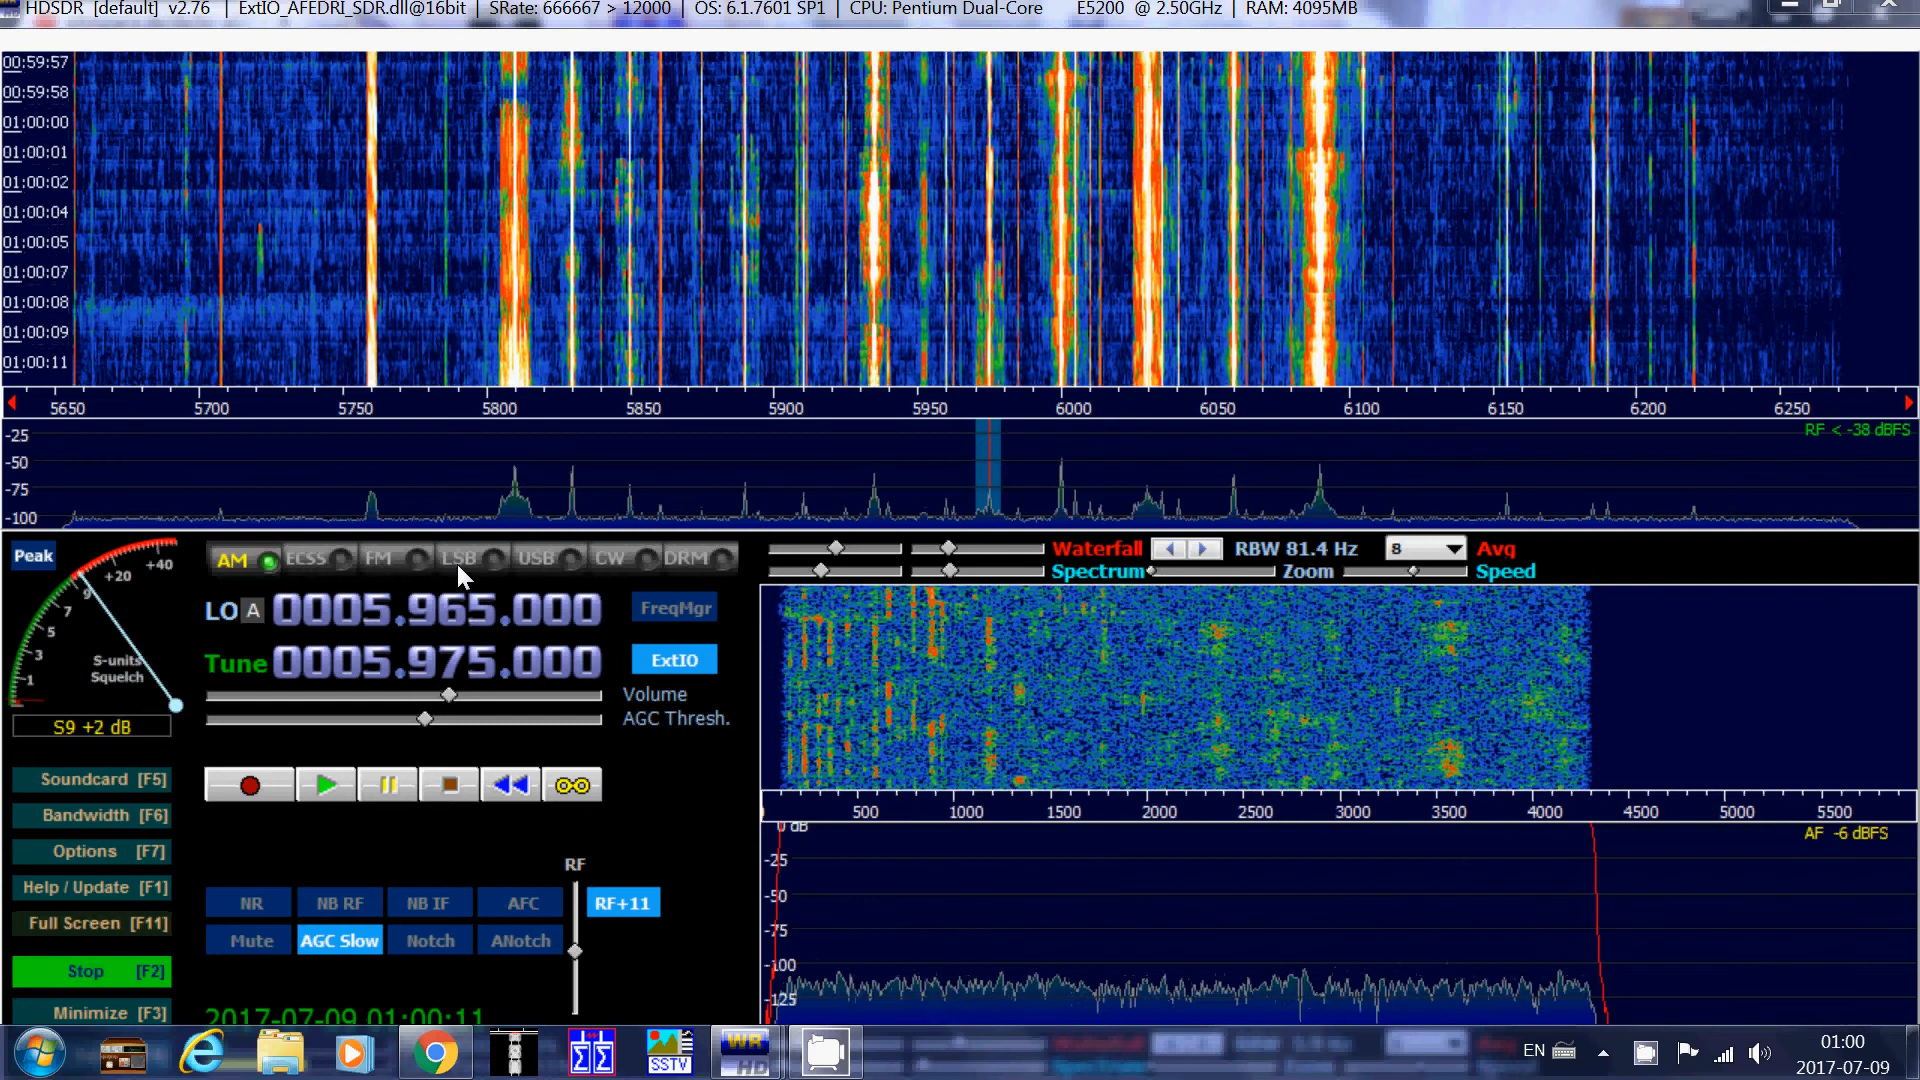 HDSDR [default] v2.76 | ExtIO_AFEDRI_SDR.dll@16bit | SRate: 666667 > 12000 | OS: 6.1.7601 SP1 | CPU: Pentium Dual-Core E5200 @ 2.50GHz | RAM: 4095MB
00:59:57
00:59:58
01:00:00
01:00:01
01:00:02
01:00:04
01:00:05
01:00:07
01:00:08
01:00:09
01:00:11
5650 5700 5750 5800 5850 5900 5950 6000 6050 6100 6150 6200 6250
-25 RF < -38 dBFS
-50
-75
-100
Peak
1 3 5 7 9 +20 +40
S-units
Squelch
S9 +2 dB
AM ECSS FM LSB USB CW DRM
LO A 0005.965.000 FreqMgr
Tune 0005.975.000 ExtIO
Volume
AGC Thresh.
Waterfall RBW 81.4 Hz 8 Avg
Spectrum Zoom Speed
Soundcard [F5]
Bandwidth [F6]
Options [F7]
Help / Update [F1]
Full Screen [F11]
Stop [F2]
Minimize [F3]
RF
NR NB RF NB IF AFC RF+11
Mute AGC Slow Notch ANotch
2017-07-09 01:00:11
500 1000 1500 2000 2500 3000 3500 4000 4500 5000 5500
0 dB AF -6 dBFS
-25
-50
-75
-100
-125
SSTV
WR
HD
EN
01:00
2017-07-09